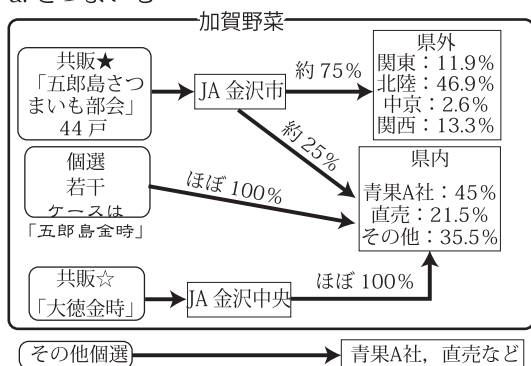 加賀野菜
共販★
「五郎島さつ
まいも部会」
44戸
JA金沢市
約75%
県外
関東：11.9%
北陸：46.9%
中京：2.6%
関西：13.3%
約25%
個選
若干
ケースは
「五郎島金時」
ほぼ100%
県内
青果A社：45%
直売：21.5%
その他：35.5%
共販☆
「大徳金時」
JA金沢中央
ほぼ100%
その他個選
青果A社，直売など